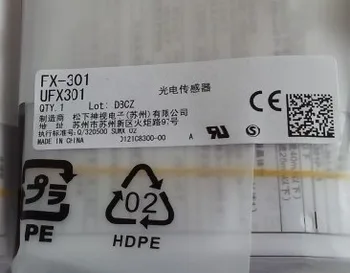 FX-301
UFX301
QTY. 1 Lot: D3CZ
光电传感器
制造商 松下神视电子(苏州)有限公司
地址 苏州市苏州新区火炬路97号
执行标准号:Q/320500 SUMX 02
MADE IN CHINA D121C8300-00 A
CE
プラ
PE
02
HDPE